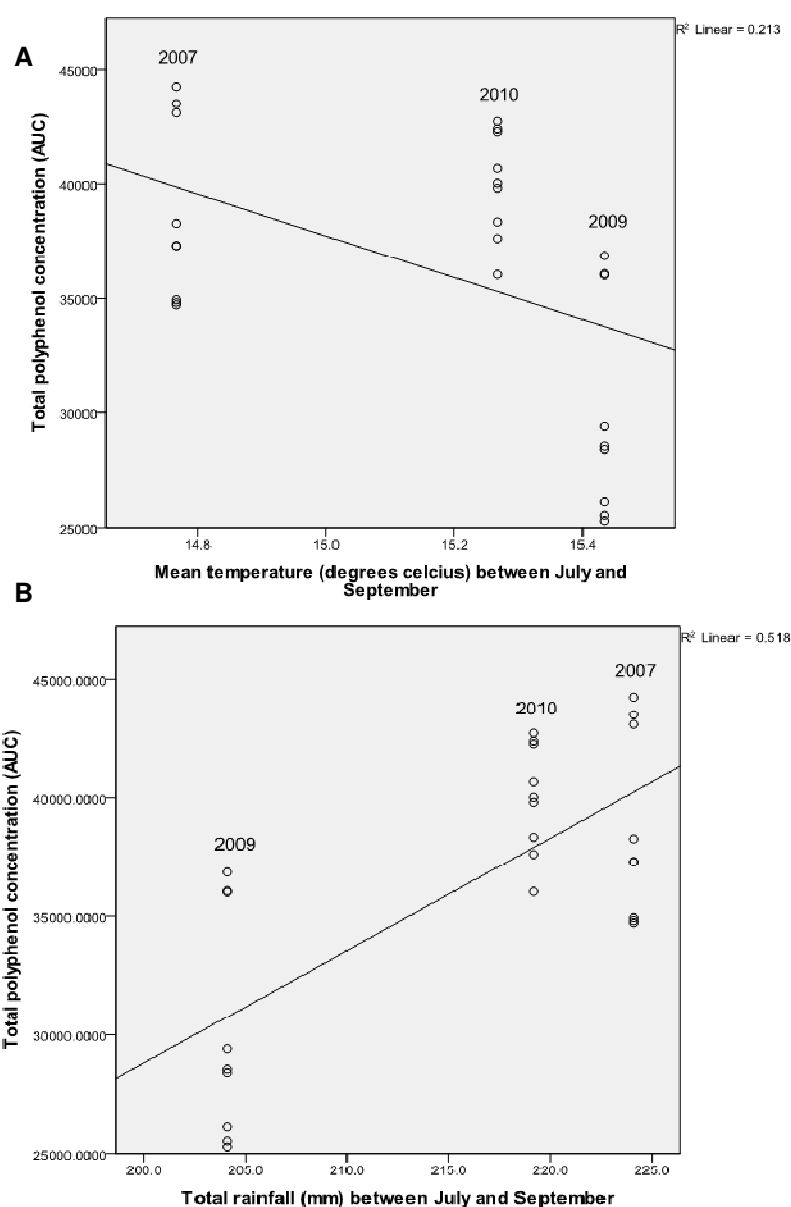 A
R² Linear = 0.213
2007
2010
2009
45000
40000
35000
30000
25000
Total polyphenol concentration (AUC)
14.8 15.0 15.2 15.4
Mean temperature (degrees celcius) between July and
September
B
R² Linear = 0.518
2007
2010
2009
45000.0000
40000.0000
35000.0000
30000.0000
25000.0000
Total polyphenol concentration (AUC)
200.0 205.0 210.0 215.0 220.0 225.0
Total rainfall (mm) between July and September